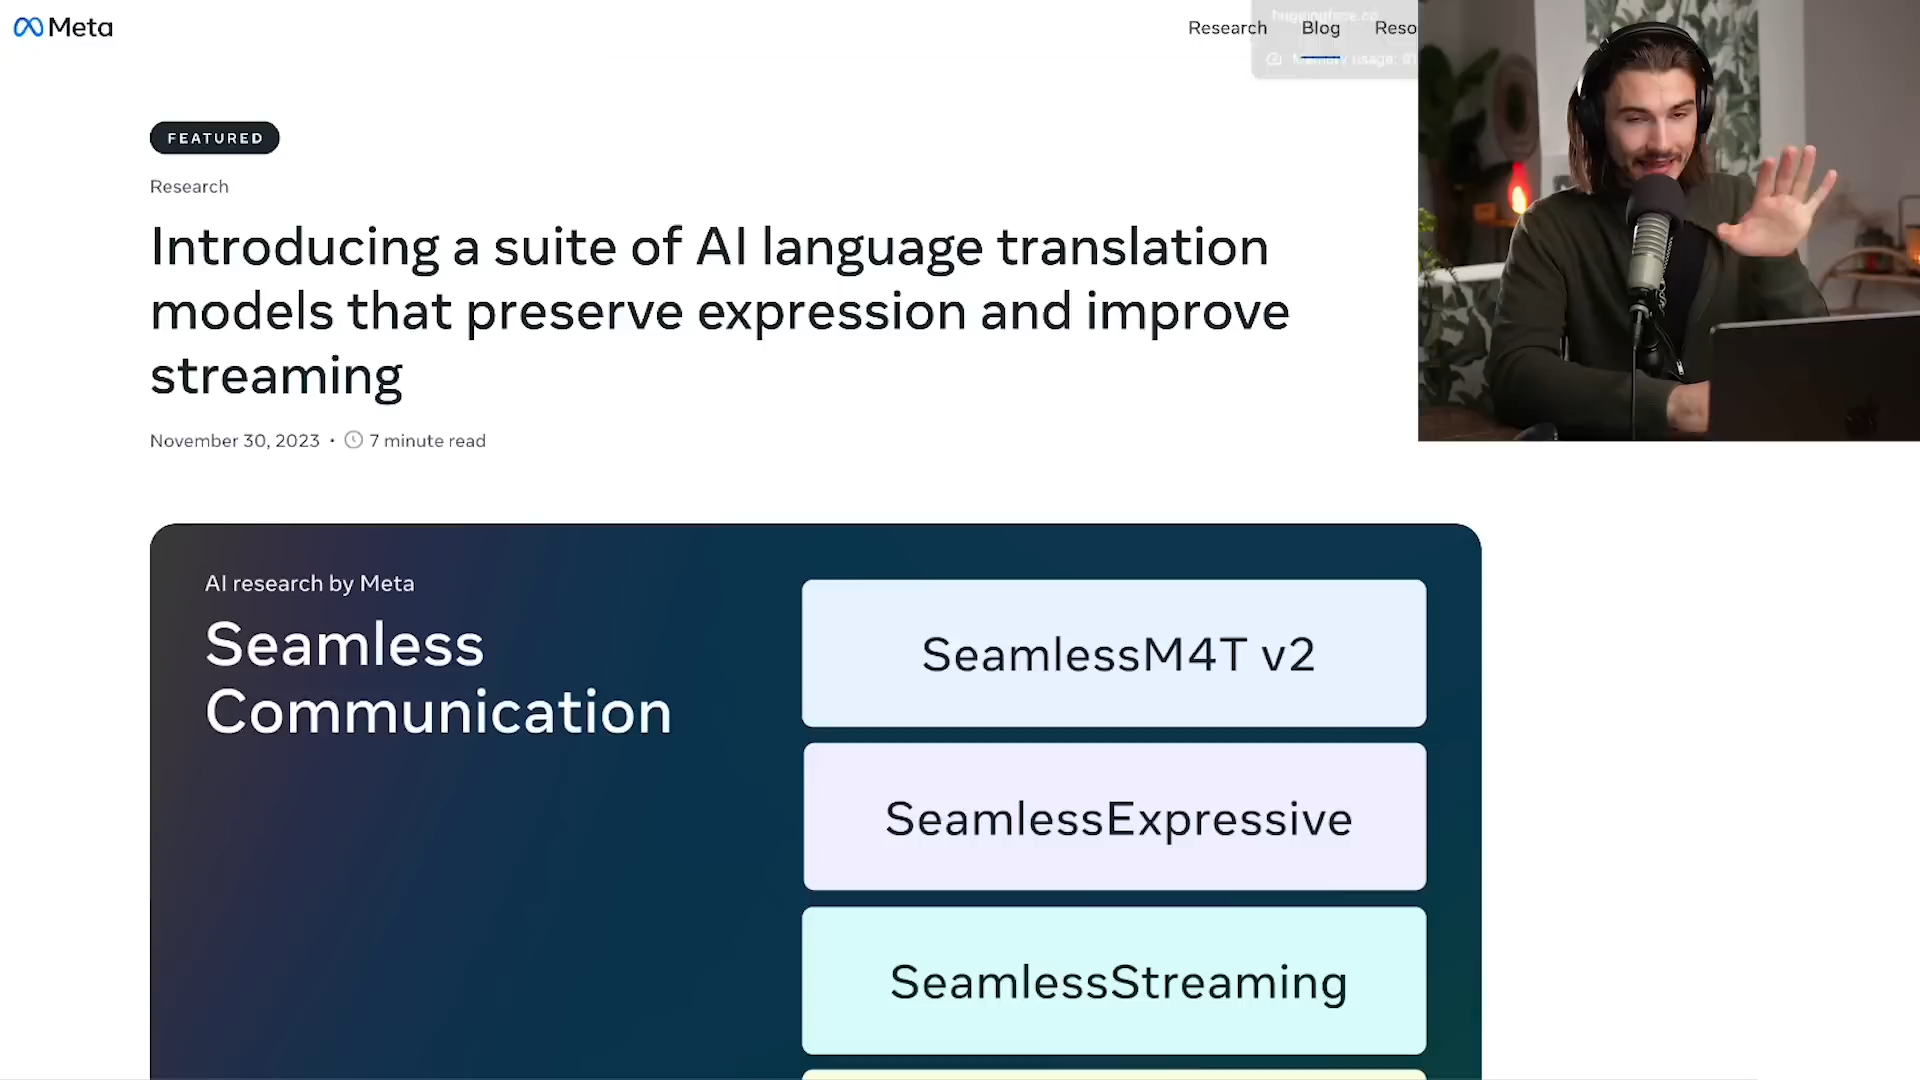 Meta
Research Blog Reso
FEATURED
Research
Introducing a suite of AI language translation
models that preserve expression and improve
streaming
November 30, 2023 • 7 minute read
AI research by Meta
Seamless
Communication
SeamlessM4T v2
SeamlessExpressive
SeamlessStreaming